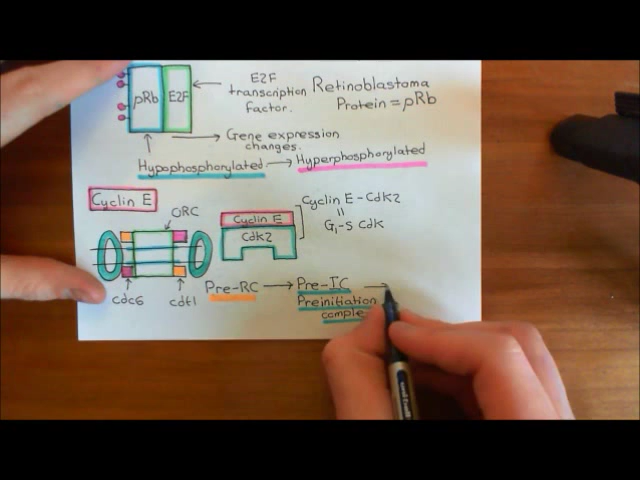 pRb
E2F
E2F
transcription
factor.
Retinoblastoma
Protein = pRb
Gene expression
changes.
Hypophosphorylated → Hyperphosphorylated
Cyclin E
ORC
cdc6
cdt1
Cyclin E
Cdk2
Cyclin E - Cdk2
=
G1-S Cdk
Pre-RC → Pre-IC →
Preinitiation
comple